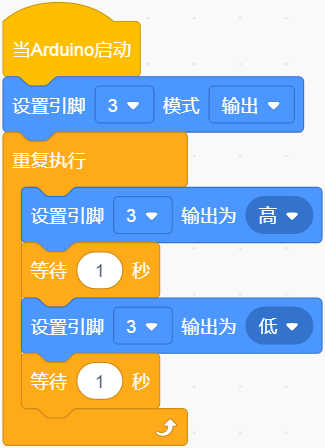 当Arduino启动
设置引脚 3 模式 输出
重复执行
设置引脚 3 输出为 高
等待 1 秒
设置引脚 3 输出为 低
等待 1 秒